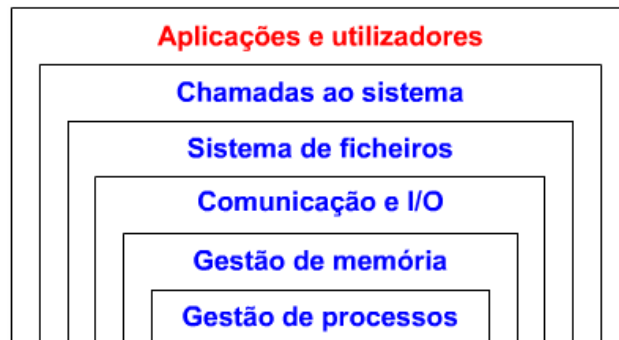 Aplicações e utilizadores
Chamadas ao sistema
Sistema de ficheiros
Comunicação e I/O
Gestão de memória
Gestão de processos